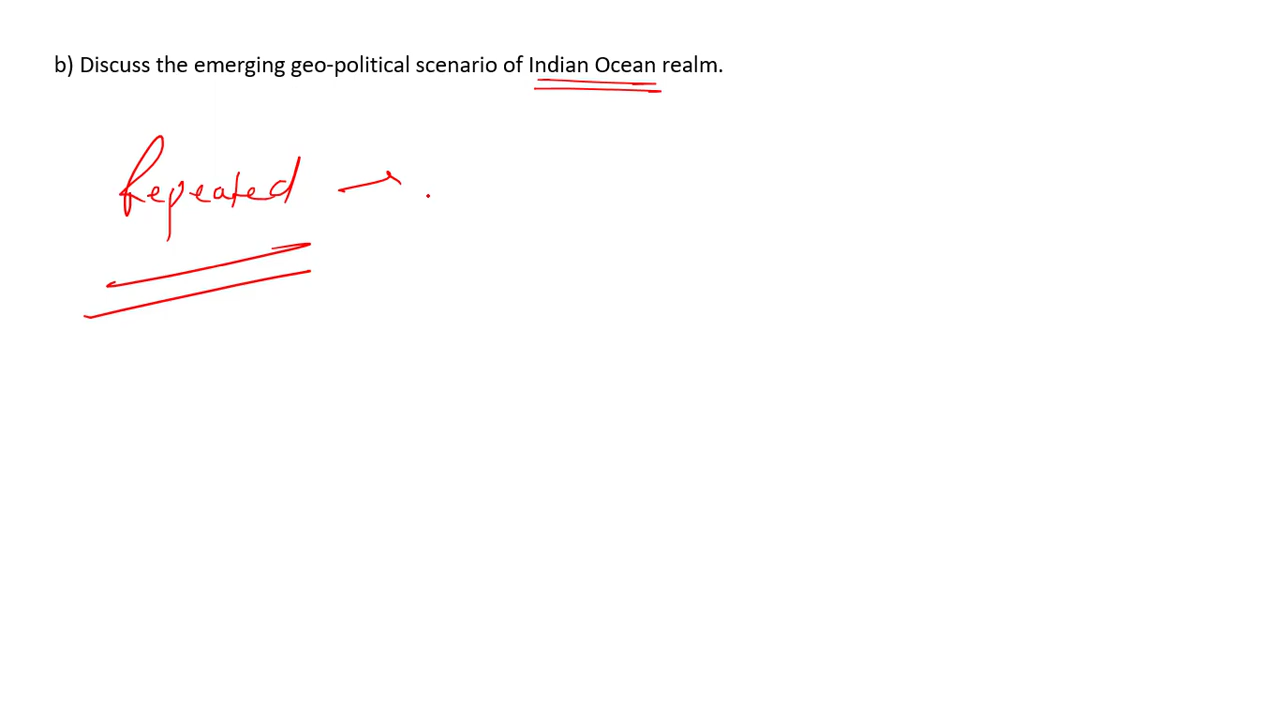 b) Discuss the emerging geo-political scenario of Indian Ocean realm.
Repeated → .